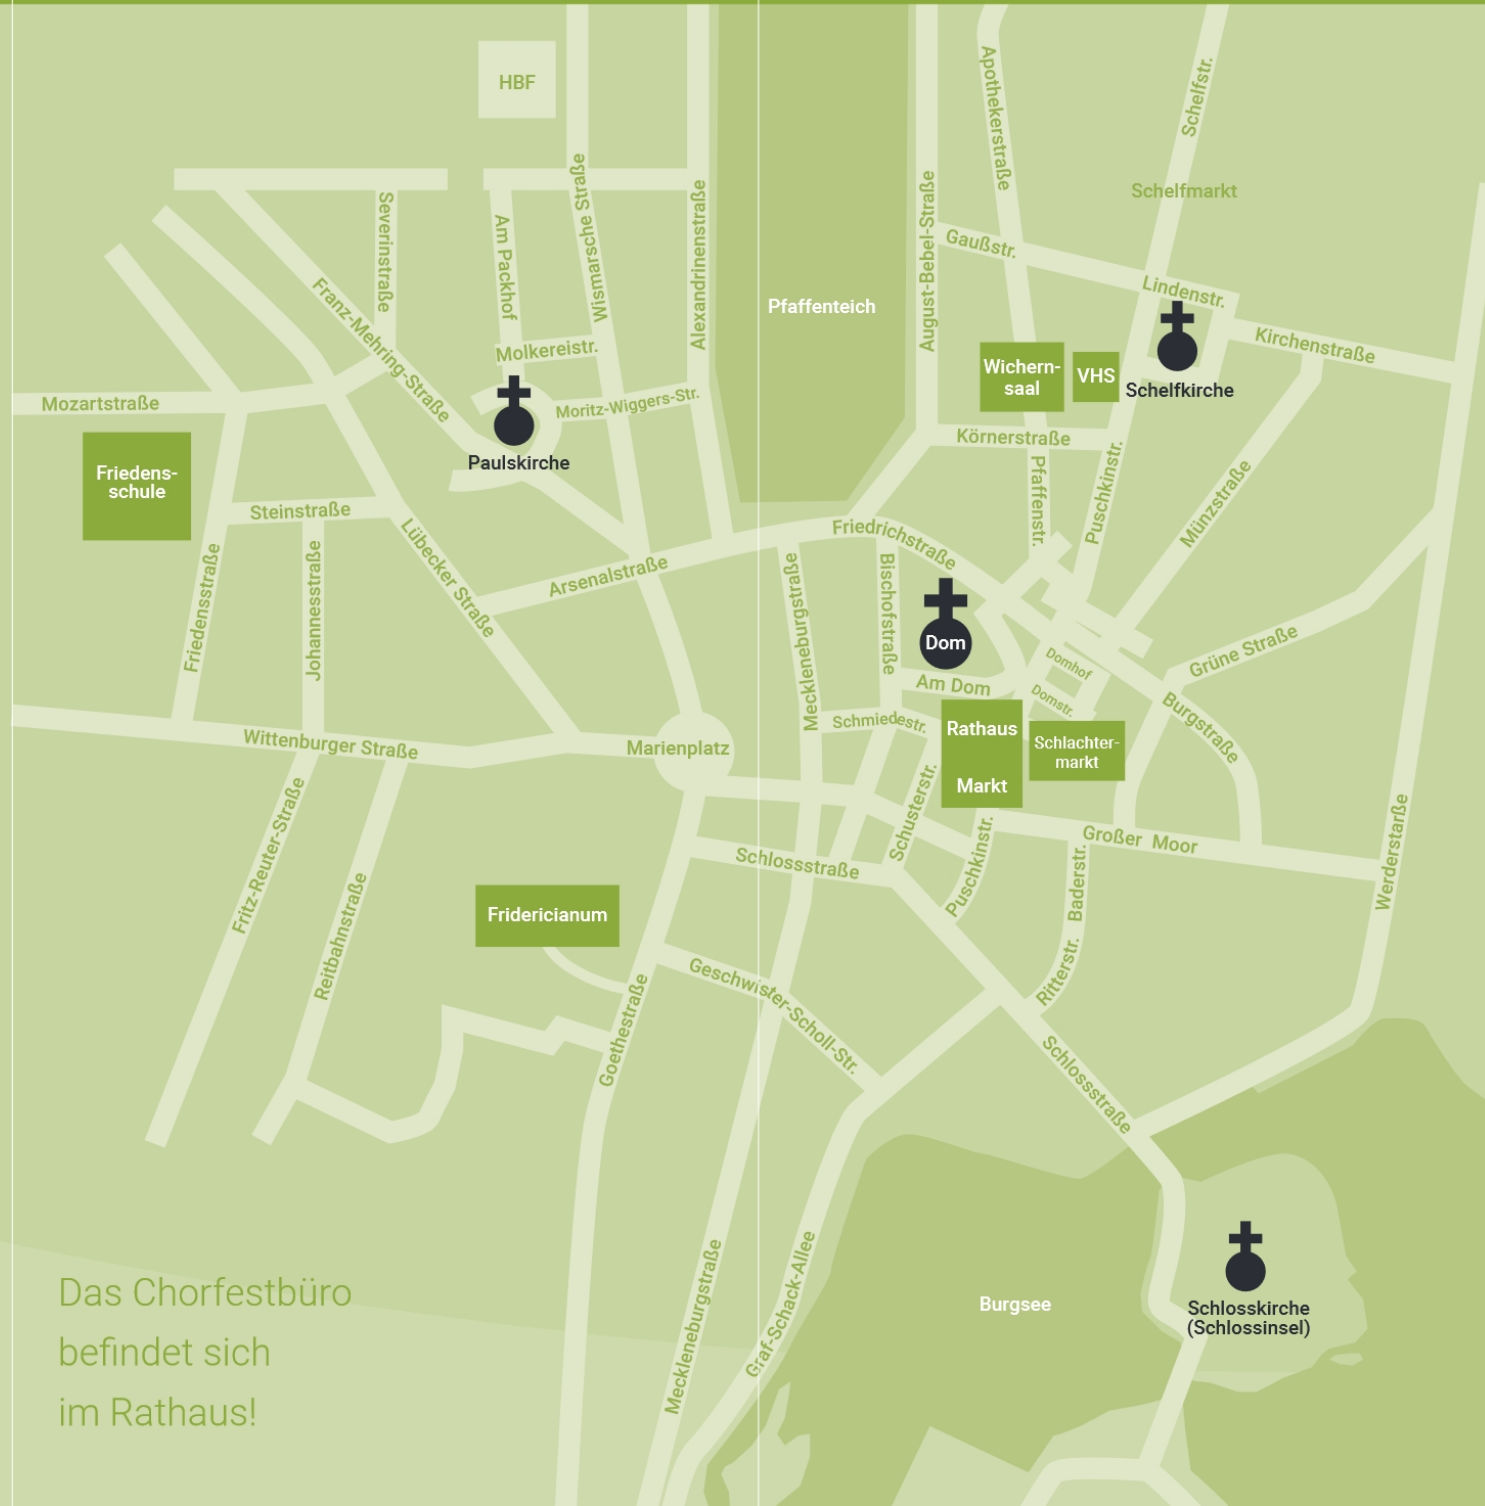 HBF
Apothekerstraße
Schelfstr.
Severinstraße
Am Packhof
Wismarsche Straße
Alexandrinenstraße
August-Bebel-Straße
Schelfmarkt
Gaußstr.
Lindenstr.
Franz-Mehring-Straße
Pfaffenteich
Kirchenstraße
Molkereistr.
Wichern-
saal
VHS
Schelfkirche
Mozartstraße
Moritz-Wiggers-Str.
Friedens-
schule
Paulskirche
Körnerstraße
Pfaffenstr.
Puschkinstr.
Münzstraße
Steinstraße
Lübecker Straße
Friedrichstraße
Friedensstraße
Johannesstraße
Arsenalstraße
Meckleneburgstraße
Bischofstraße
Dom
Domhof
Grüne Straße
Am Dom
Domstr.
Burgstraße
Wittenburger Straße
Marienplatz
Schmiedestr.
Rathaus
Markt
Schlachter-
markt
Schusterstr.
Puschkinstr.
Großer Moor
Werderstarße
Fritz-Reuter-Straße
Reitbahnstraße
Schlossstraße
Baderstr.
Fridericianum
Ritterstr.
Goethestraße
Geschwister-Scholl-Str.
Schlossstraße
Meckleneburgstraße
Graf-Schack-Allee
Burgsee
Schlosskirche
(Schlossinsel)
Das Chorfestbüro
befindet sich
im Rathaus!